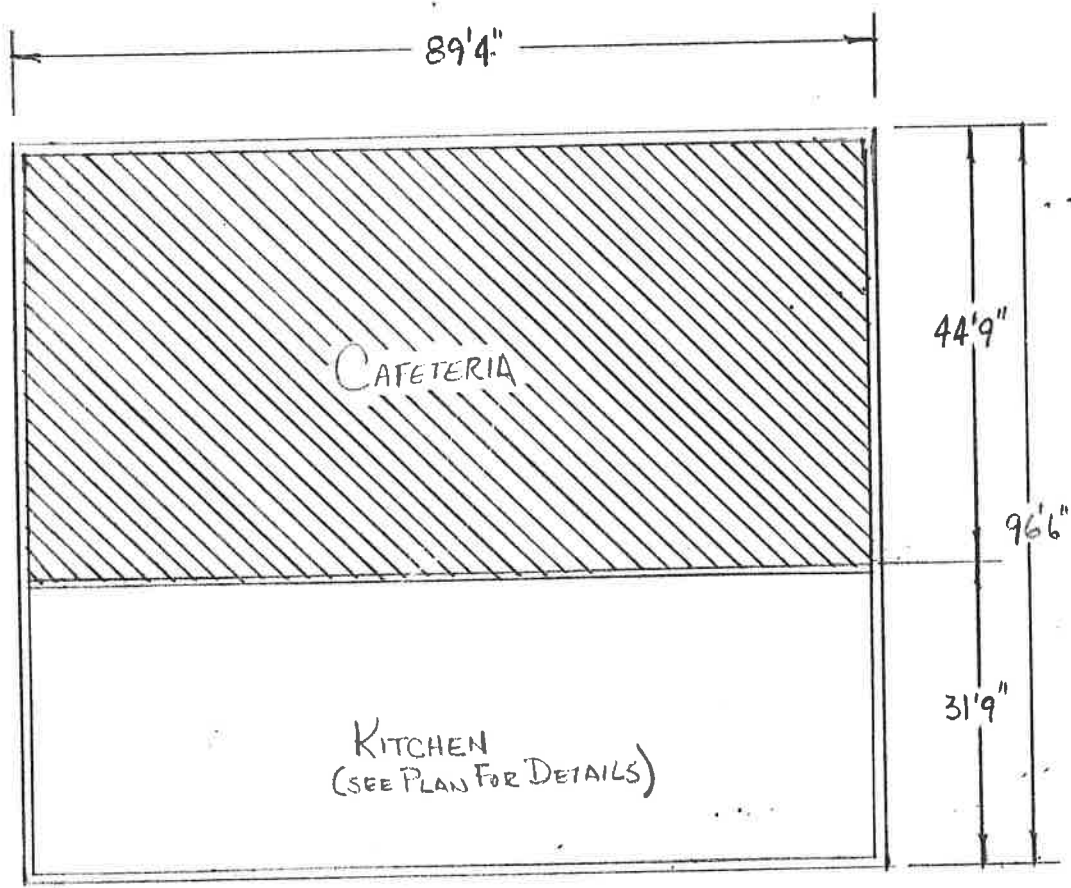 89'4"
44'9"
CAFETERIA
96'6"
31'9"
KITCHEN
(SEE PLAN FOR DETAILS)